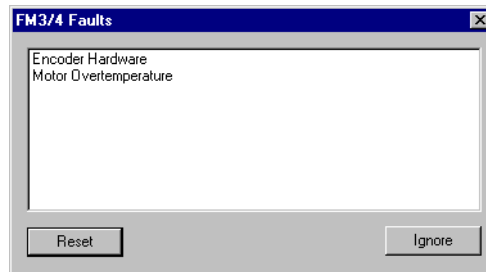 FM3/4 Faults
Encoder Hardware
Motor Overtemperature
Reset
Ignore